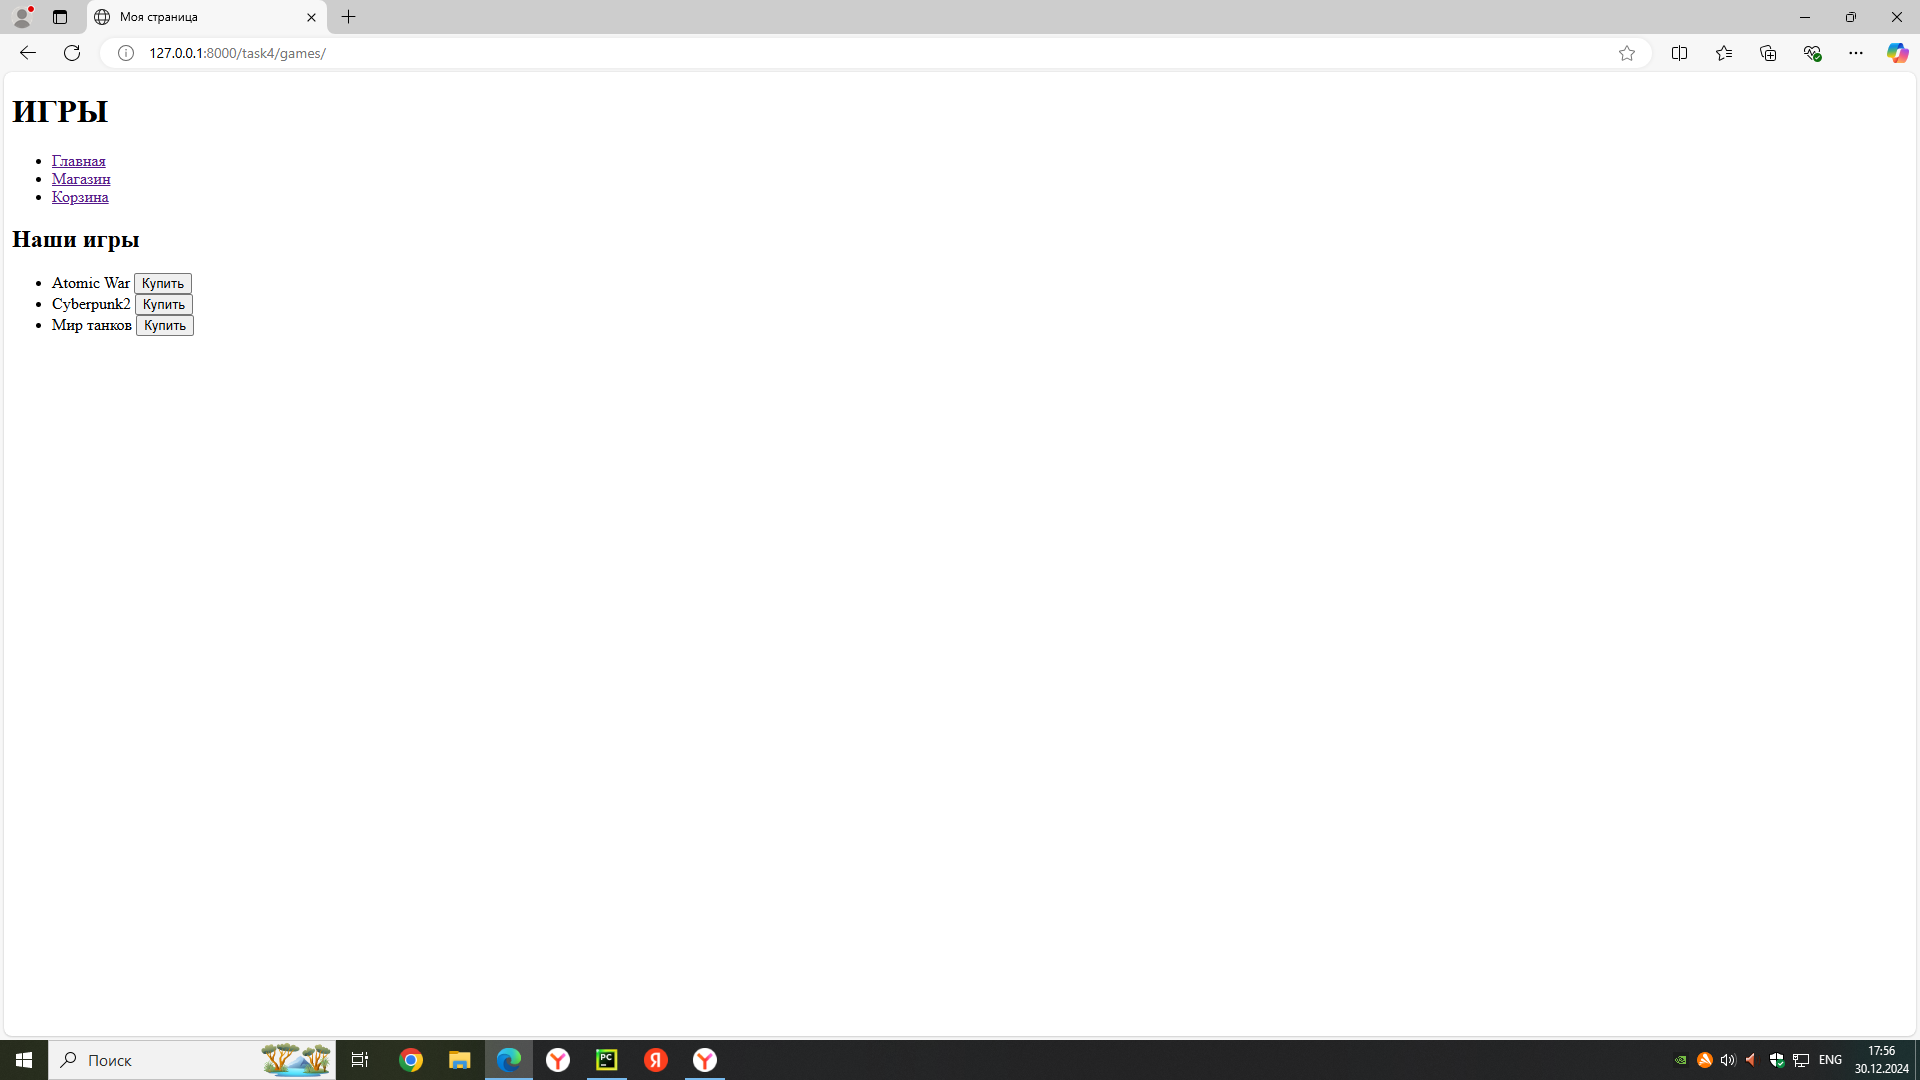 Моя страница
127.0.0.1:8000/task4/games/
ИГРЫ
Главная
Магазин
Корзина
Наши игры
Atomic War Купить
Cyberpunk2 Купить
Мир танков Купить
Поиск
PC
Я
ENG
17:56
30.12.2024